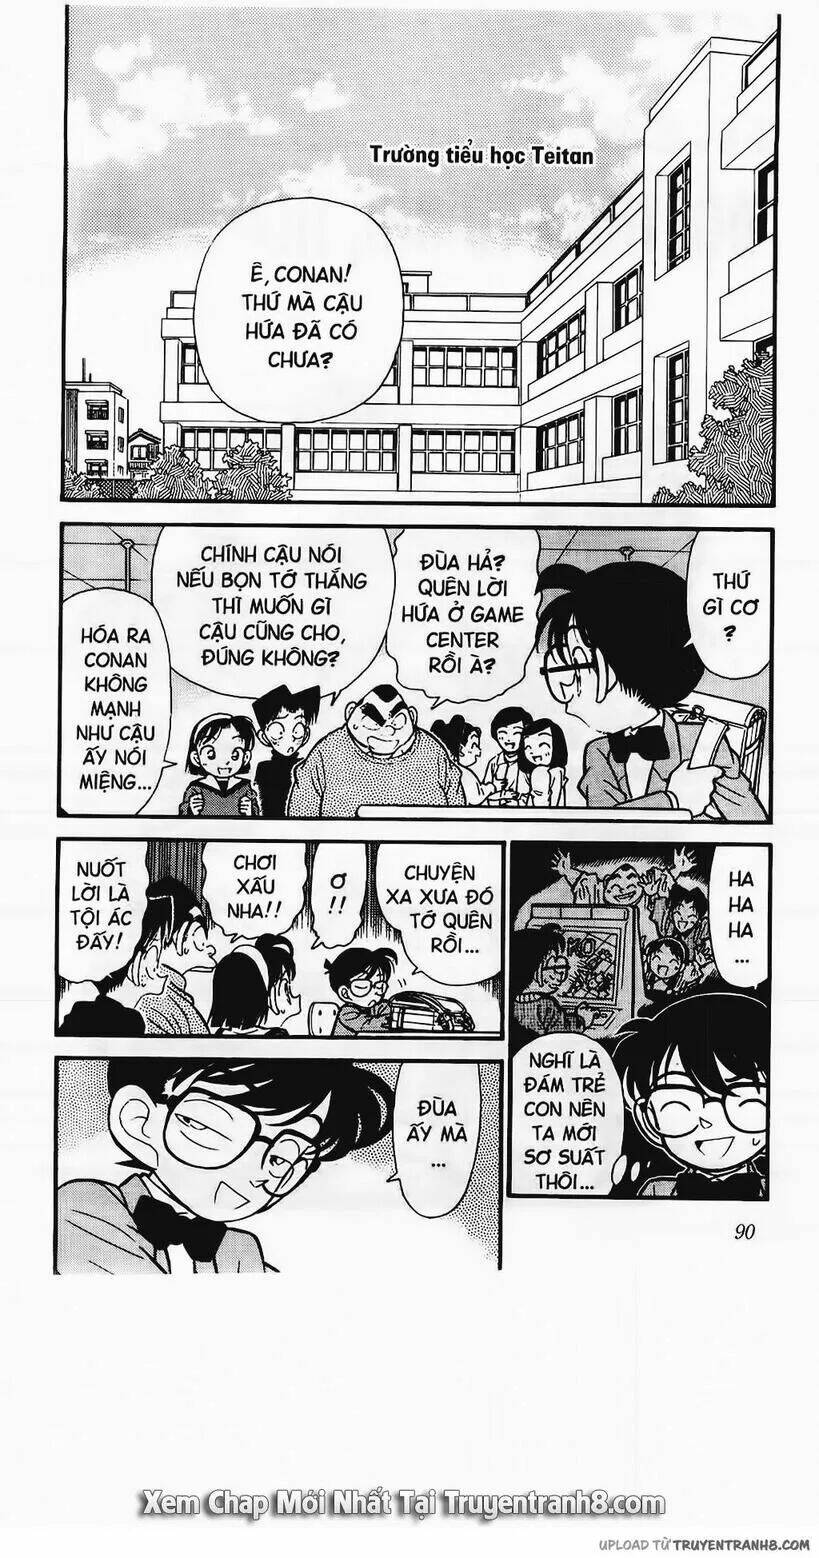 Trường tiểu học Teitan
Ê, CONAN!
THỨ MÀ CẬU
HỨA ĐÃ CÓ
CHƯA?
THỨ
GÌ CƠ
?
ĐÙA HẢ?
QUÊN LỜI
HỨA Ở GAME
CENTER
RỒI À?
CHÍNH CẬU NÓI
NẾU BỌN TỚ THẮNG
THÌ MUỐN GÌ
CẬU CŨNG CHO,
ĐÚNG KHÔNG?
HÓA RA
CONAN
KHÔNG
MẠNH
NHƯ CẬU
ẤY NÓI
MIỆNG...
HA
HA
HA
...
KO
NGHĨ LÀ
ĐÁM TRẺ
CON NÊN
TA MỚI
SƠ SUẤT
THÔI...
CHUYỆN
XA XƯA ĐÓ
TỚ QUÊN
RỒI...
Ơ
!!
CHƠI
XẤU
NHA!!
NUỐT
LỜI LÀ
TỘI ÁC
ĐẤY!
ĐÙA
ẤY MÀ
...
90
Xem Chap Mới Nhất Tại Truyentranh8.com
UPLOAD TỪ TRUYENTRANH8.COM